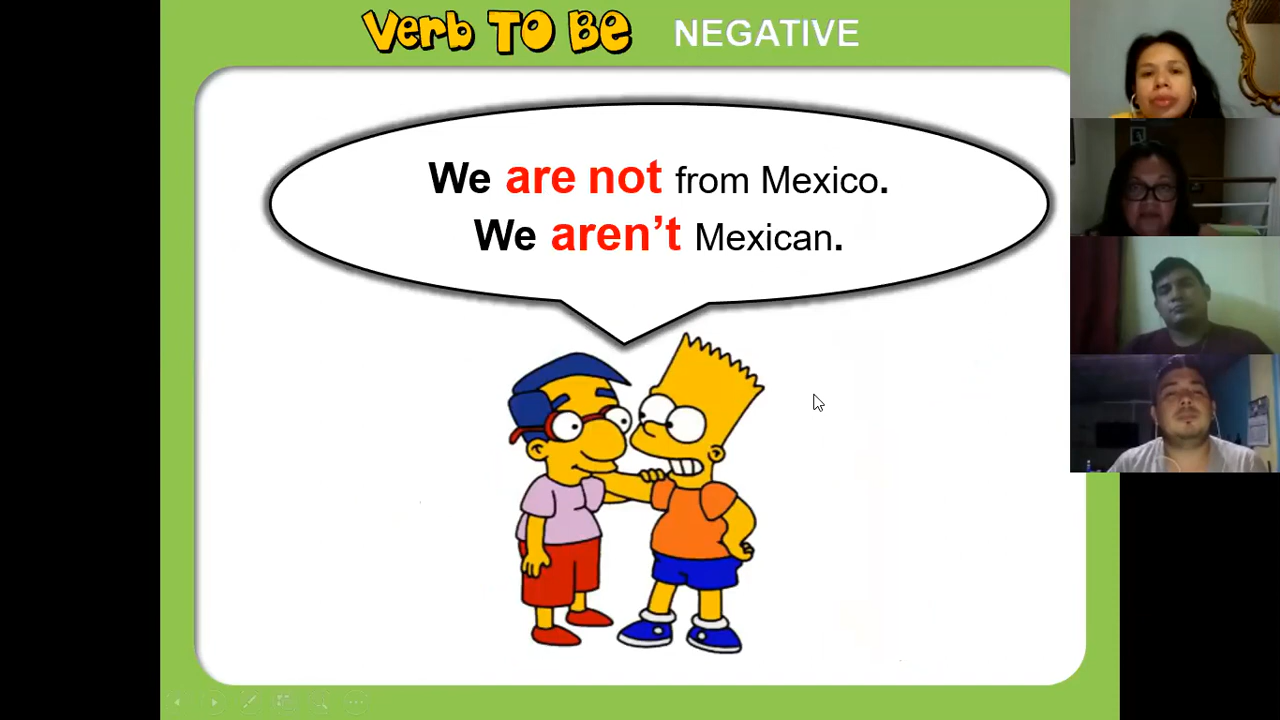 Verb TO BE NEGATIVE
We are not from Mexico.
We aren’t Mexican.